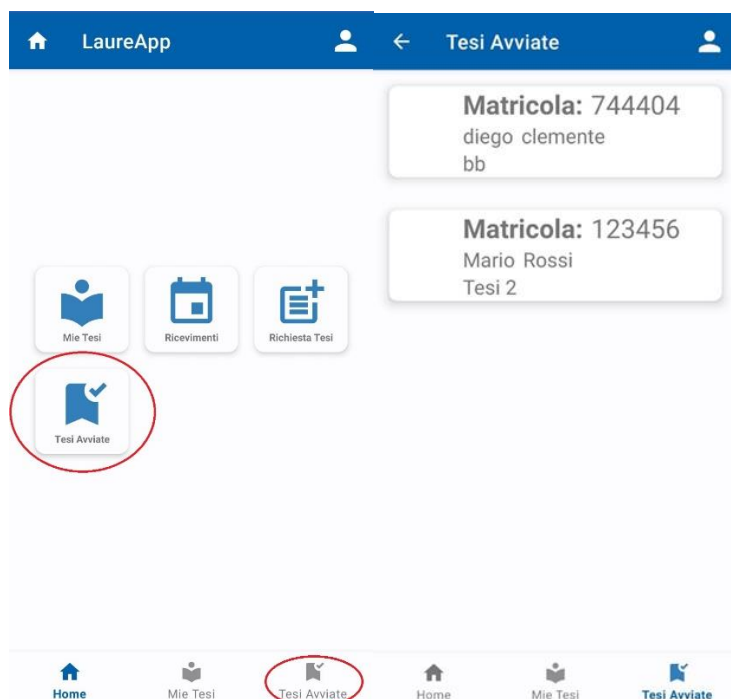 LaureApp
Mie Tesi
Ricevimenti
Richiesta Tesi
Tesi Avviate
Home
Mie Tesi
Tesi Avviate
Tesi Avviate
Matricola: 744404
diego clemente
bb
Matricola: 123456
Mario Rossi
Tesi 2
Home
Mie Tesi
Tesi Avviate